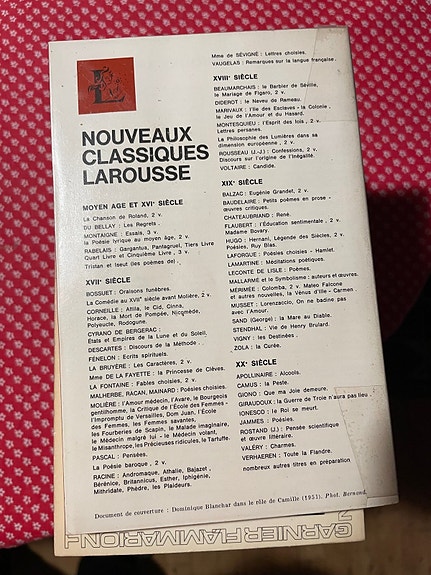 L
NOUVEAUX
CLASSIQUES
LAROUSSE
MOYEN AGE ET XVIᵉ SIÈCLE
La Chanson de Roland, 2 v.
DU BELLAY : Les Regrets.
MONTAIGNE : Essais, 3 v.
la Poésie lyrique au moyen âge, 2 v.
RABELAIS : Gargantua, Pantagruel, Tiers Livre
Quart Livre et Cinquième Livre, 3 v.
Tristan et Iseut (les poèmes de)
XVIIᵉ SIÈCLE
BOSSUET : Oraisons funèbres.
La Comédie au XVIIᵉ siècle avant Molière, 2 v.
CORNEILLE : Attila, le Cid, Cinna,
Horace, la Mort de Pompée, Nicomède,
Polyeucte, Rodogune
CYRANO DE BERGERAC :
États et Empires de la Lune et du Soleil.
DESCARTES : Discours de la Méthode.
FÉNELON : Écrits spirituels.
LA BRUYÈRE : Les Caractères, 2 v.
Mme DE LA FAYETTE : la Princesse de Clèves.
LA FONTAINE : Fables choisies, 2 v.
MALHERBE, RACAN, MAINARD : Poésies choisies.
MOLIÈRE : l'Amour médecin, l'Avare, le Bourgeois
gentilhomme, la Critique de l'École des Femmes -
l'Impromptu de Versailles, Dom Juan, l'École
des Femmes, les Femmes savantes,
les Fourberies de Scapin, le Malade imaginaire,
le Médecin malgré lui - le Médecin volant,
le Misanthrope, les Précieuses ridicules, le Tartuffe.
PASCAL : Pensées.
La Poésie baroque, 2 v.
RACINE : Andromaque, Athalie, Bajazet,
Bérénice, Britannicus, Esther, Iphigénie,
Mithridate, Phèdre, les Plaideurs.
Mme de SÉVIGNÉ : Lettres choisies.
VAUGELAS : Remarques sur la langue française.
XVIIIᵉ SIÈCLE
BEAUMARCHAIS : le Barbier de Séville,
le Mariage de Figaro, 2 v.
DIDEROT : le Neveu de Rameau.
MARIVAUX : l'Ile des Esclaves - la Colonie,
le Jeu de l'Amour et du Hasard.
MONTESQUIEU : l'Esprit des lois, 2 v.
Lettres persanes.
La Philosophie des Lumières dans sa
dimension européenne, 2 v.
ROUSSEAU (J.-J.) : Confessions, 2 v.
Discours sur l'origine de l'Inégalité.
VOLTAIRE : Candide.
XIXᵉ SIÈCLE
BALZAC : Eugénie Grandet, 2 v.
BAUDELAIRE : Petits poèmes en prose -
œuvres critiques.
CHATEAUBRIAND : René.
FLAUBERT : L'Éducation sentimentale, 2 v.
Madame Bovary.
HUGO : Hernani, Légende des Siècles, 2 v.
Poésies, Ruy Blas.
LAFORGUE : Poésies choisies - Hamlet.
LAMARTINE : Méditations poétiques.
LECONTE DE LISLE : Poèmes.
MALLARMÉ et le Symbolisme : auteurs et œuvres.
MÉRIMÉE : Colomba, 2 v. Mateo Falcone
et autres nouvelles, la Vénus d'Ille - Carmen.
MUSSET : Lorenzaccio, On ne badine pas
avec l'Amour.
SAND (George) : la Mare au Diable.
STENDHAL : Vie de Henry Brulard.
VIGNY : les Destinées.
ZOLA : la Curée.
XXᵉ SIÈCLE
APOLLINAIRE : Alcools.
CAMUS : la Peste.
GIONO : Que ma Joie demeure.
GIRAUDOUX : la Guerre de Troie n'aura pas lieu
IONESCO : le Roi se meurt.
JAMMES : Poésies.
ROSTAND (J.) : Pensée scientifique
et œuvre littéraire.
VALÉRY : Charmes.
VERHAEREN : Toute la Flandre.
nombreux autres titres en préparation
Document de couverture : Dominique Blanchar dans le rôle de Camille (1951). Phot. Bernand.
GARNIER-FLAMMARION